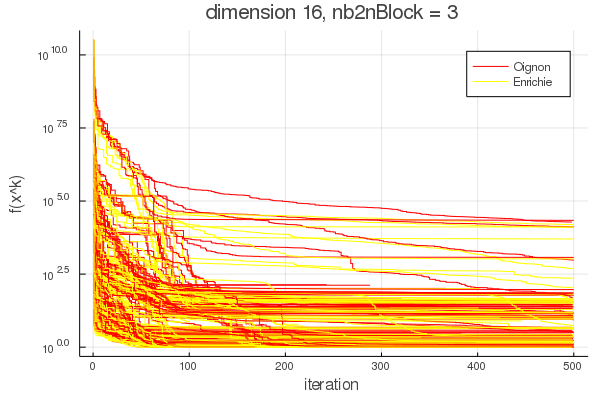 dimension 16, nb2nBlock = 3
Oignon
Enrichie
f(x^k)
10^10.0
10^7.5
10^5.0
10^2.5
10^0.0
0 100 200 300 400 500
iteration